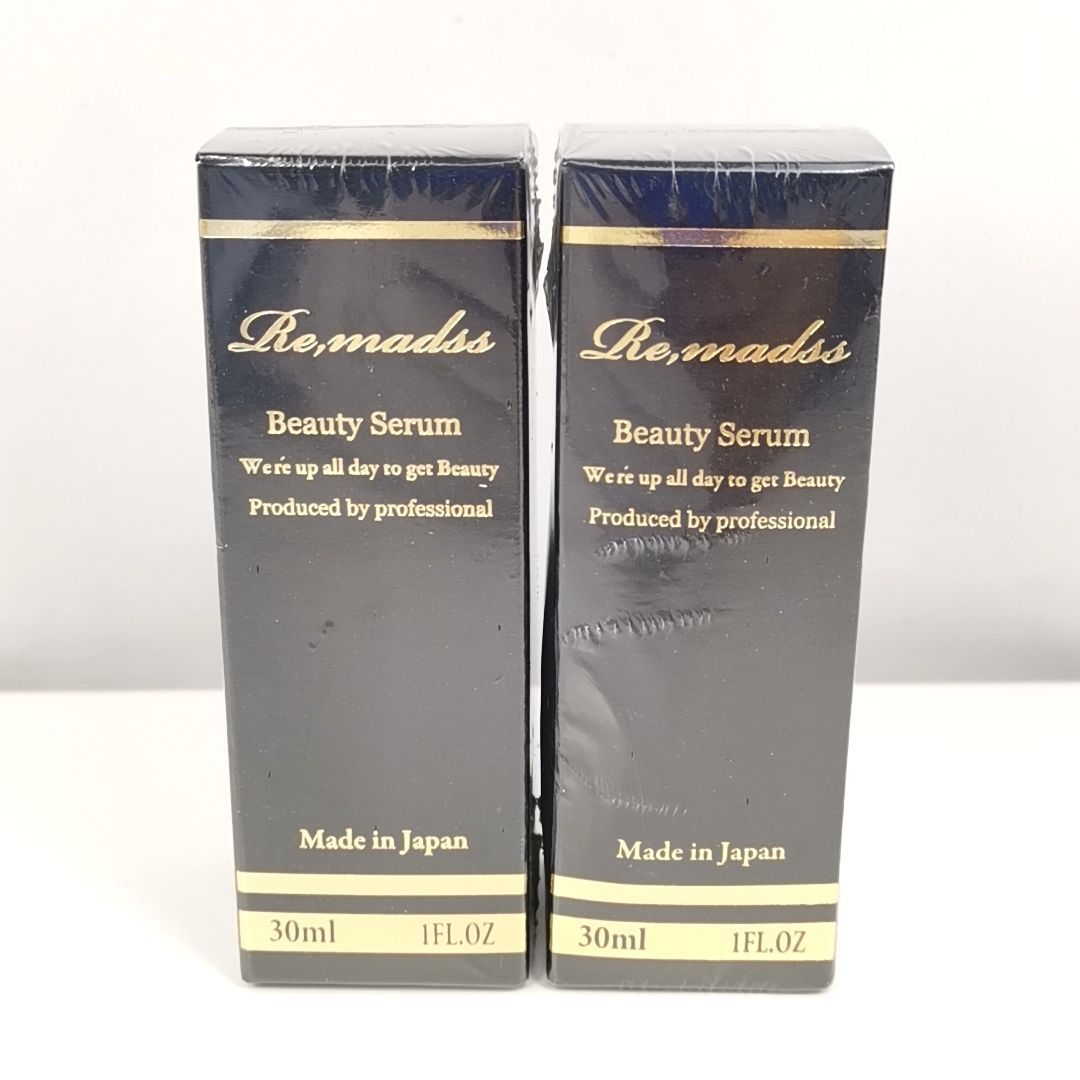 Re,madss
Beauty Serum
We're up all day to get Beauty
Produced by professional
Made in Japan
30ml 1FL.OZ
Re,madss
Beauty Serum
We're up all day to get Beauty
Produced by professional
Made in Japan
30ml 1FL.OZ